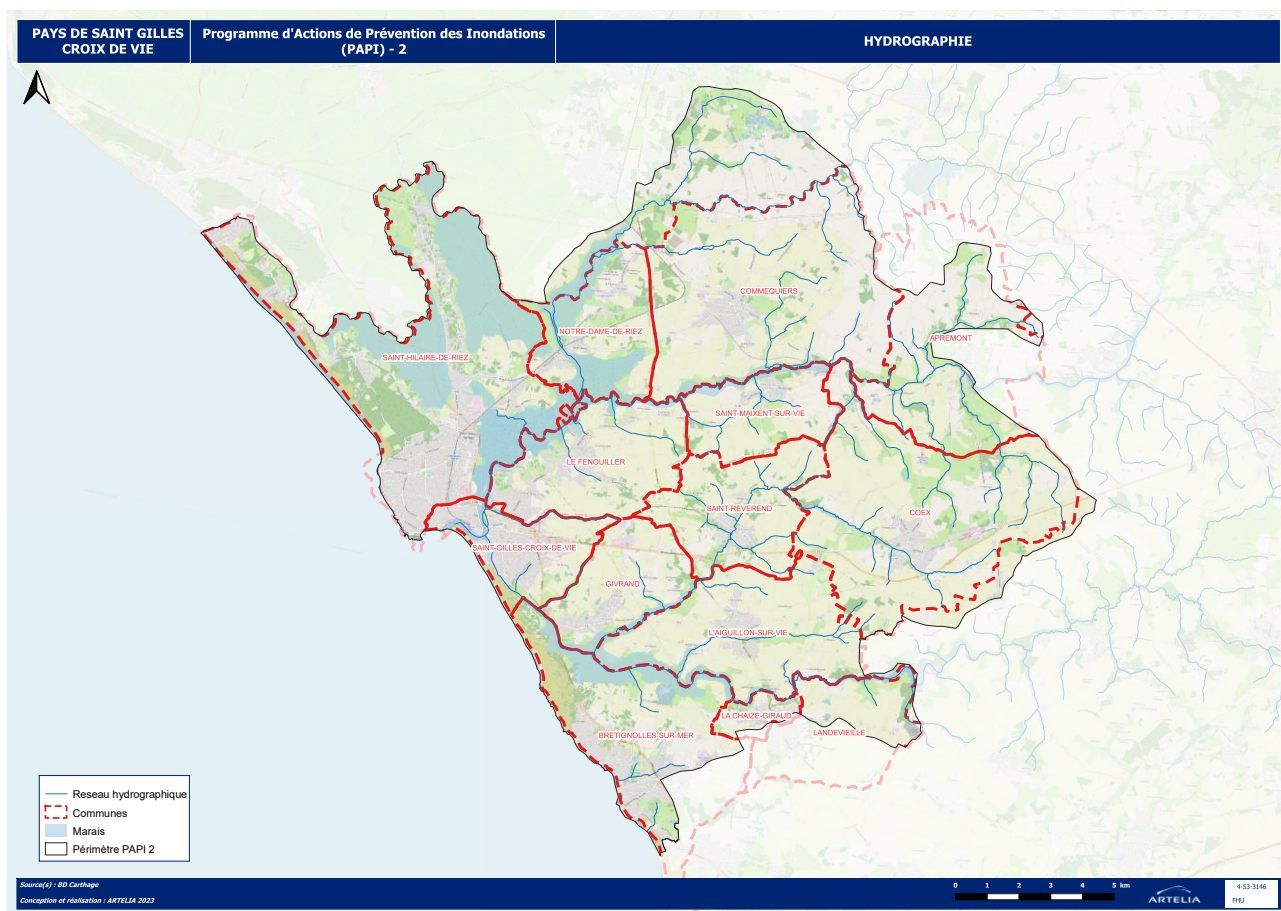 PAYS DE SAINT GILLES
CROIX DE VIE
Programme d'Actions de Prévention des Inondations
(PAPI) - 2
HYDROGRAPHIE
COMMEQUIERS
NOTRE-DAME-DE-RIEZ
APREMONT
SAINT-HILAIRE-DE-RIEZ
SAINT-MAIXENT-SUR-VIE
LE FENOUILLER
SAINT-REVEREND
COEX
SAINT-GILLES-CROIX-DE-VIE
GIVRAND
L'AIGUILLON-SUR-VIE
LA CHAIZE-GIRAUD
BRETIGNOLLES-SUR-MER
LANDEVIEILLE
Reseau hydrographique
Communes
Marais
Périmètre PAPI 2
Source(s) : BD Carthage
Conception et réalisation : ARTELIA 2023
0 1 2 3 4 5 km
ARTELIA
4-53-3146
FHU